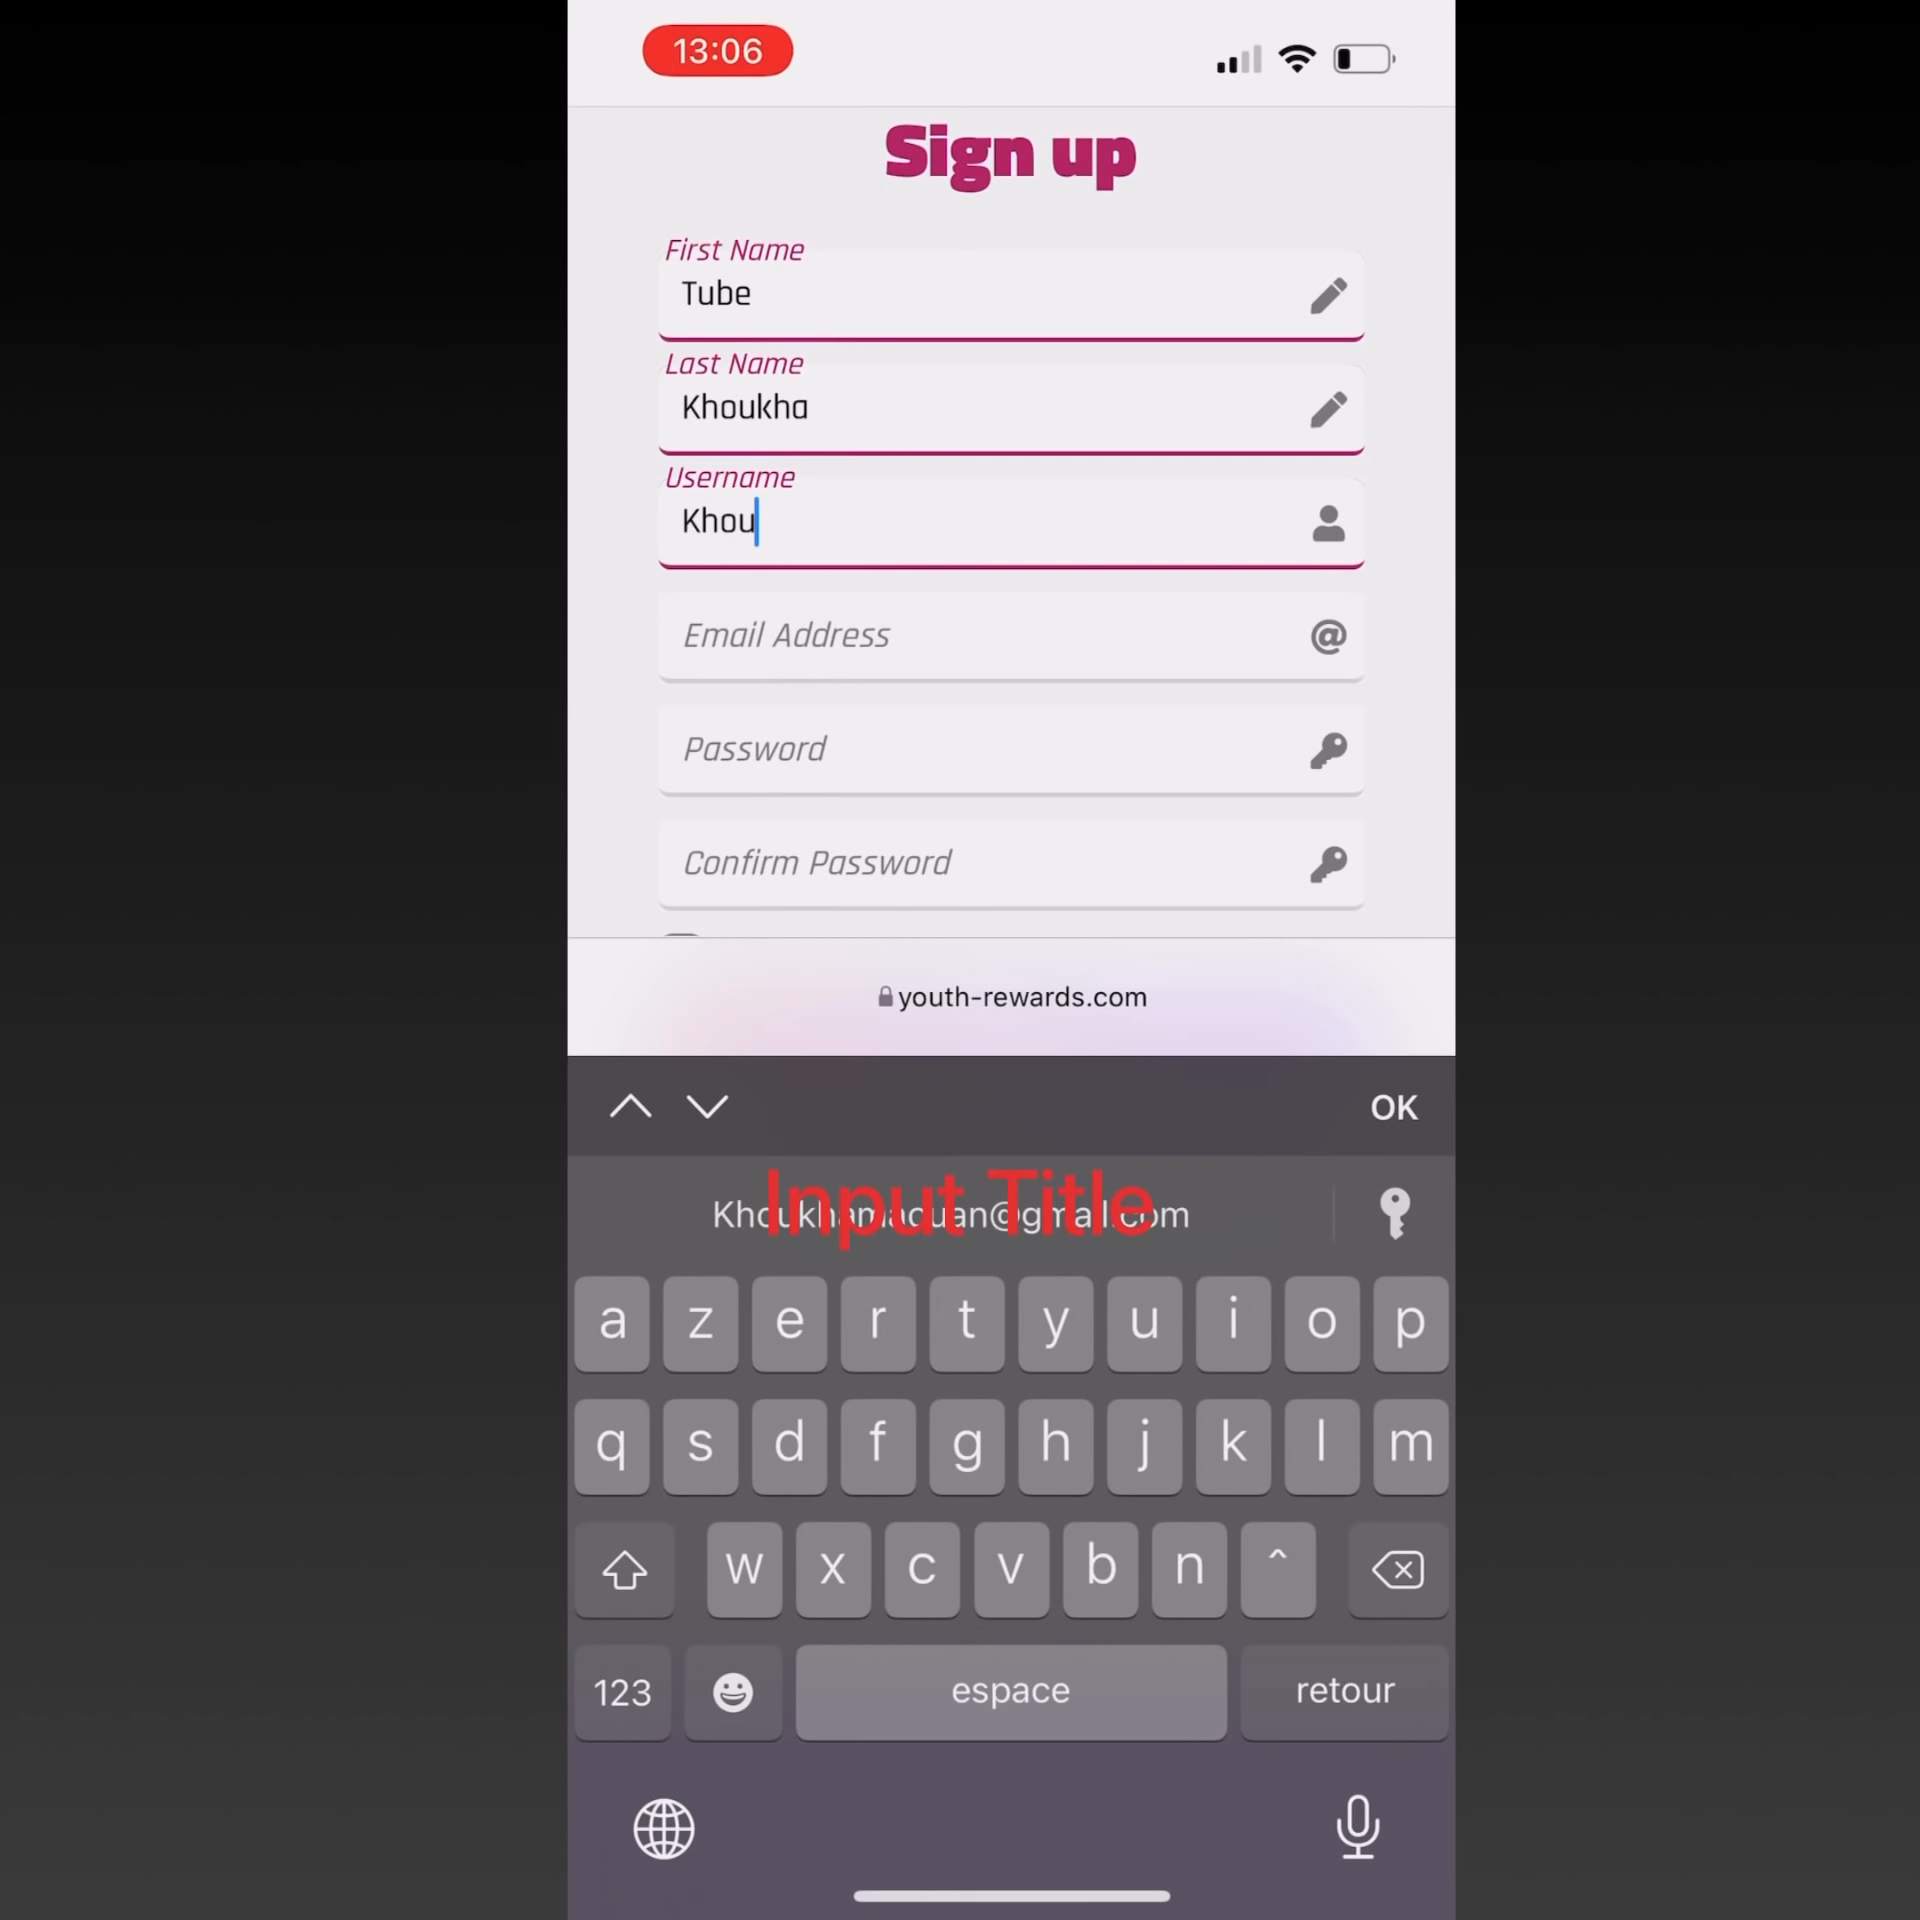 13:06
Sign up
First Name
Tube
Last Name
Khoukha
Username
Khou
Email Address
@
Password
Confirm Password
youth-rewards.com
OK
Input Title
a z e r t y u i o p
q s d f g h j k l m
w x c v b n ^
123 espace retour